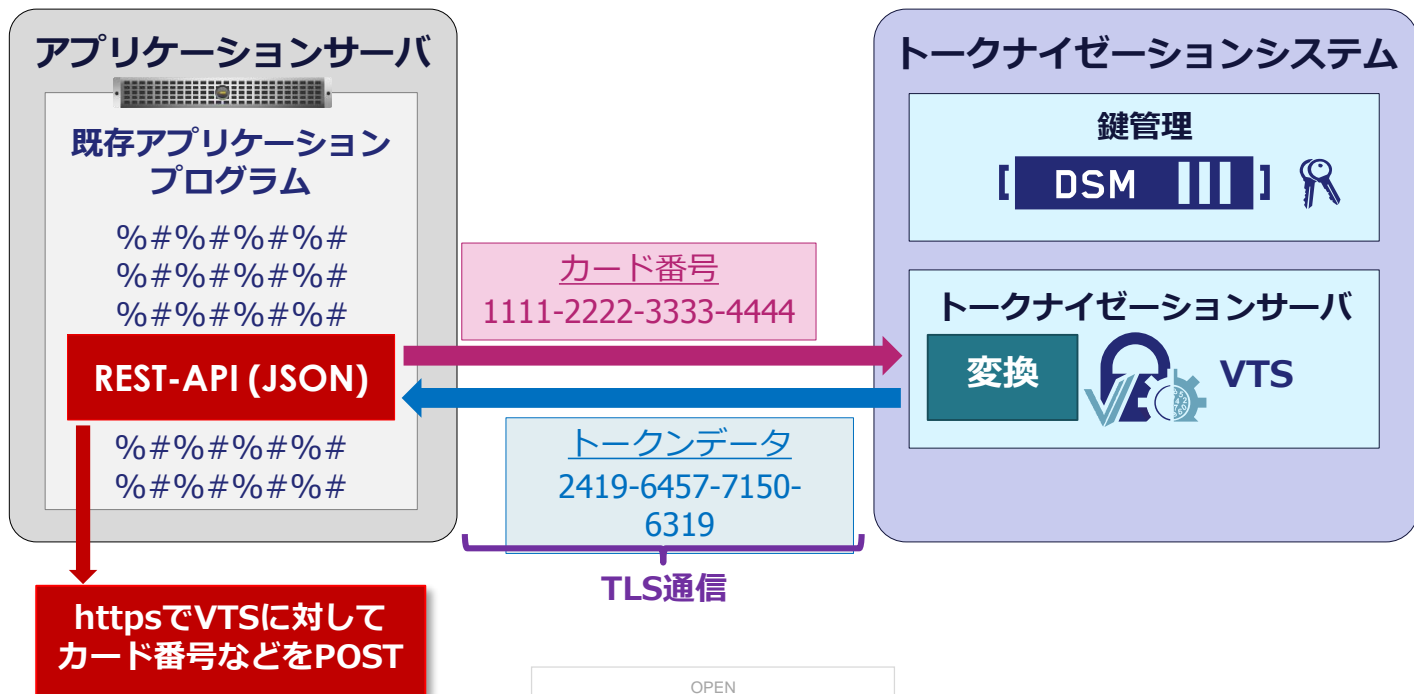 アプリケーションサーバ
既存アプリケーション
プログラム
%#%#%#%#
%#%#%#%#
%#%#%#%#
REST-API (JSON)
%#%#%#%#
%#%#%#%#
httpsでVTSに対して
カード番号などをPOST
カード番号
1111-2222-3333-4444
トークンデータ
2419-6457-7150-
6319
TLS通信
トークナイゼーションシステム
鍵管理
[ DSM ]
トークナイゼーションサーバ
変換
VTS
OPEN